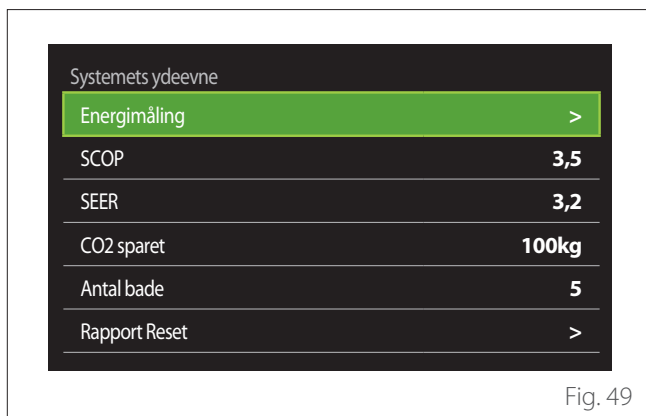 Systemets ydeevne
Energimåling >
SCOP 3,5
SEER 3,2
CO2 sparet 100kg
Antal bade 5
Rapport Reset >
Fig. 49